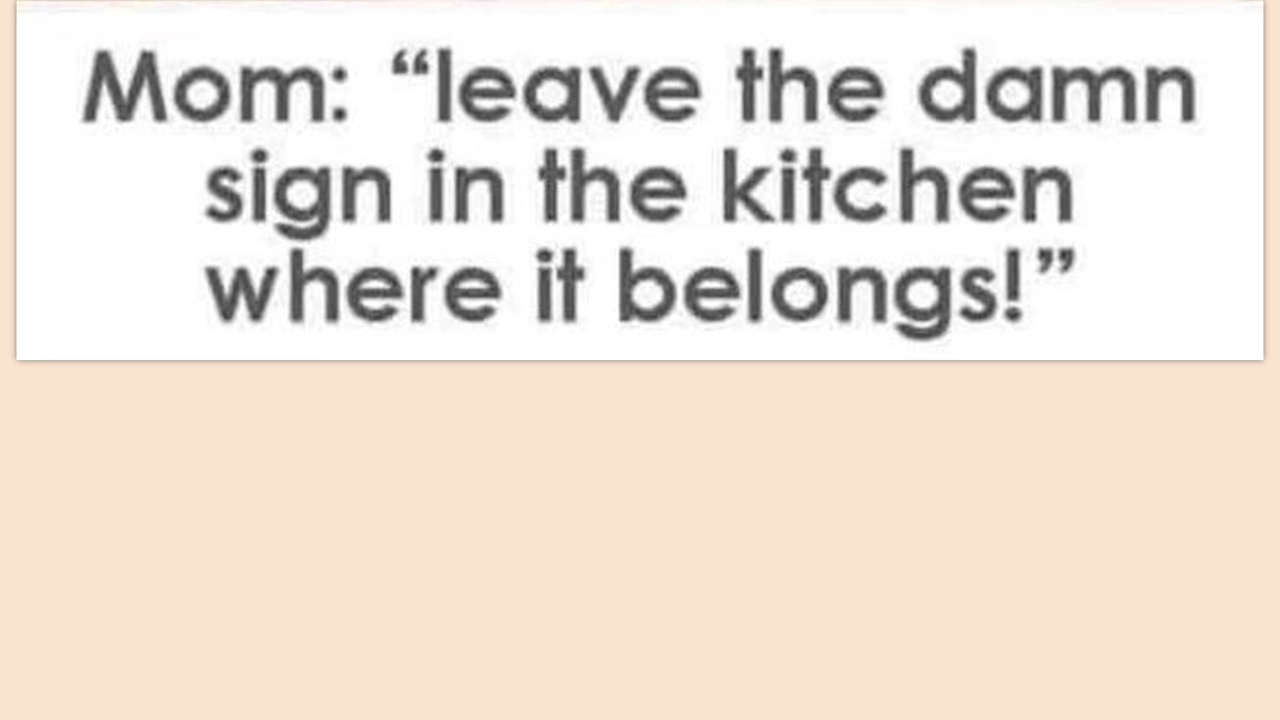 Mom: “leave the damn
sign in the kitchen
where it belongs!”